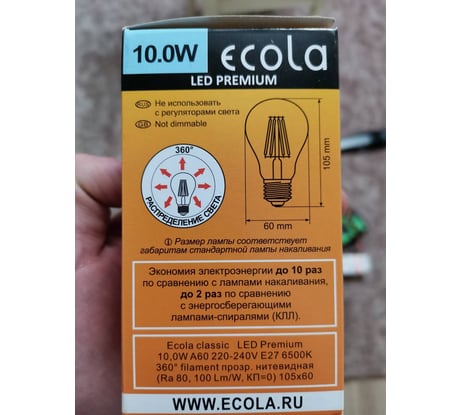 10.0W ecola
LED PREMIUM
RUS Не использовать
с регуляторами света
GB Not dimmable
360°
РАСПРЕДЕЛЕНИЕ СВЕТА
105 mm
60 mm
Размер лампы соответствует
габаритам стандартной лампы накаливания
Экономия электроэнергии до 10 раз
по сравнению с лампами накаливания,
до 2 раз по сравнению
с энергосберегающими
лампами-спиралями (КЛЛ).
Ecola classic LED Premium
10,0W A60 220-240V E27 6500K
360° filament прозр. нитевидная
(Ra 80, 100 Lm/W, КП=0) 105x60
WWW.ECOLA.RU